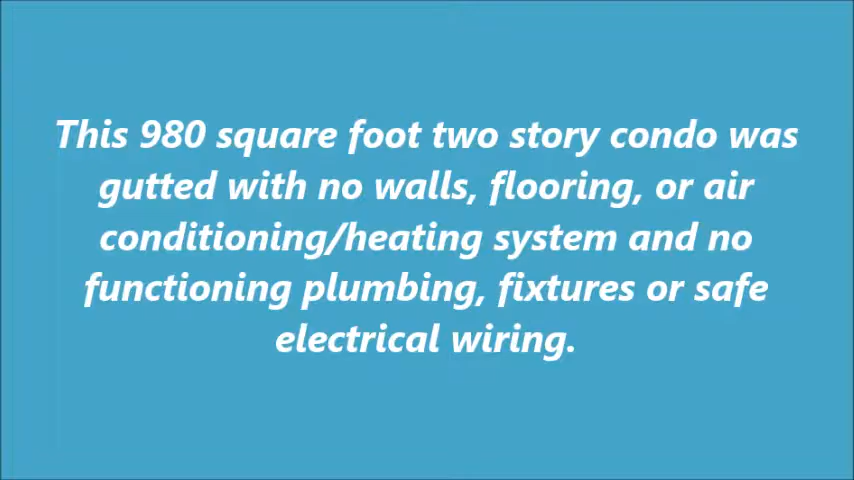 This 980 square foot two story condo was
gutted with no walls, flooring, or air
conditioning/heating system and no
functioning plumbing, fixtures or safe
electrical wiring.